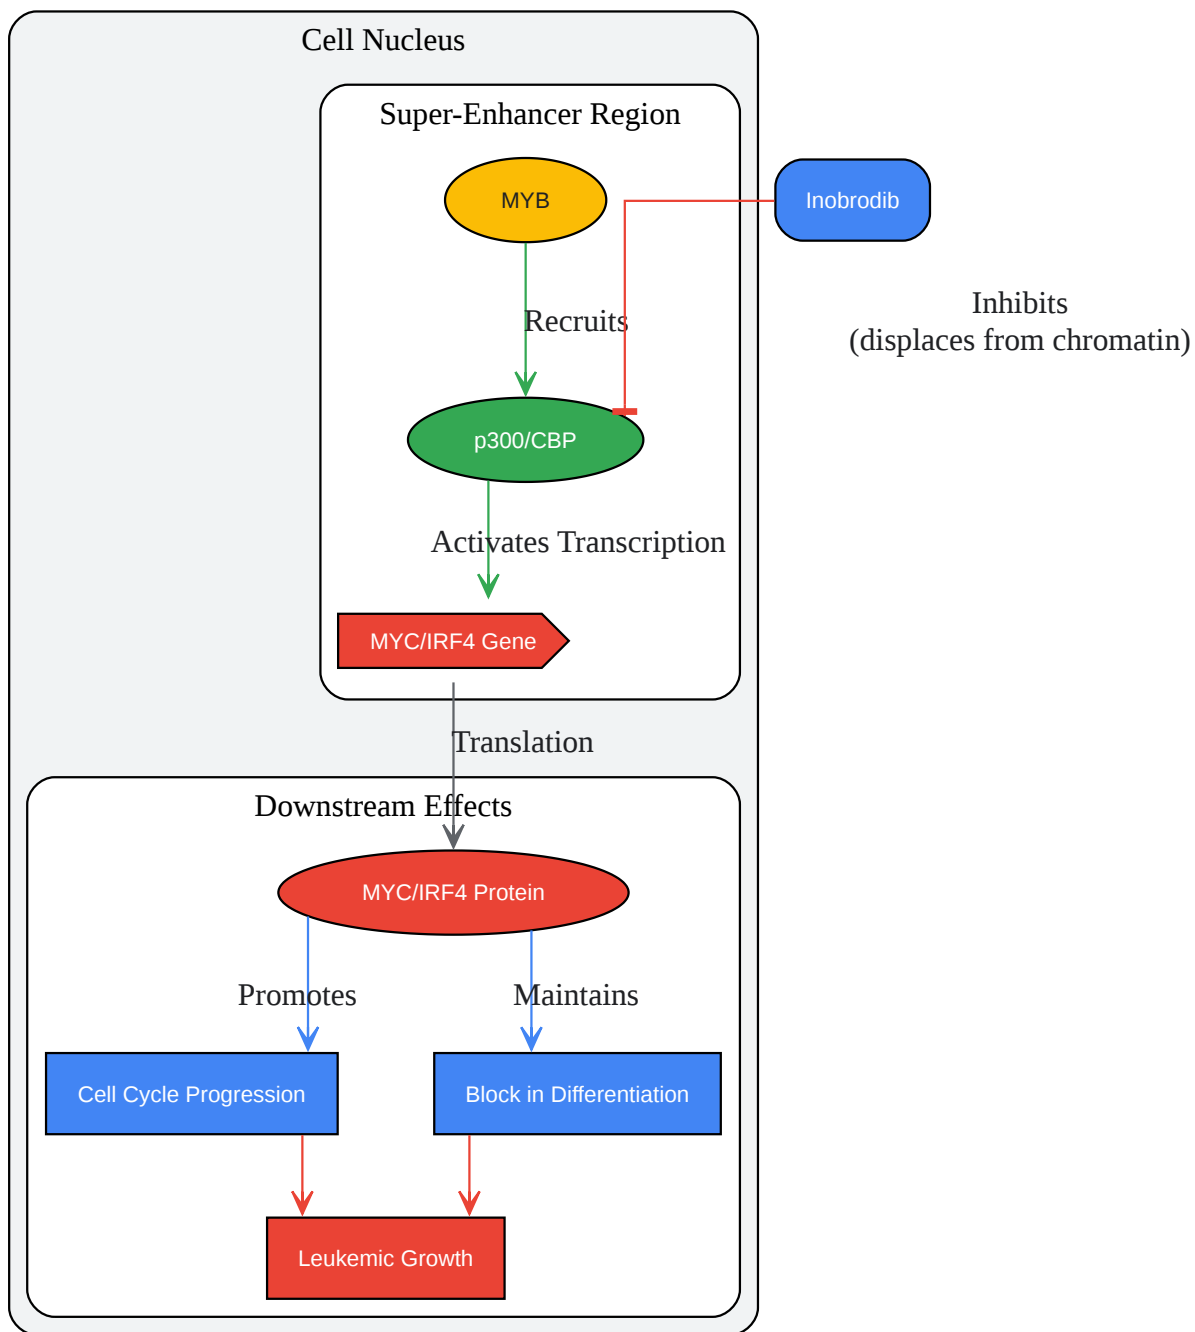 Cell Nucleus
Super-Enhancer Region
MYB
Inobrodib
Inhibits
(displaces from chromatin)
Recruits
p300/CBP
Activates Transcription
MYC/IRF4 Gene
Translation
Downstream Effects
MYC/IRF4 Protein
Promotes
Maintains
Cell Cycle Progression
Block in Differentiation
Leukemic Growth